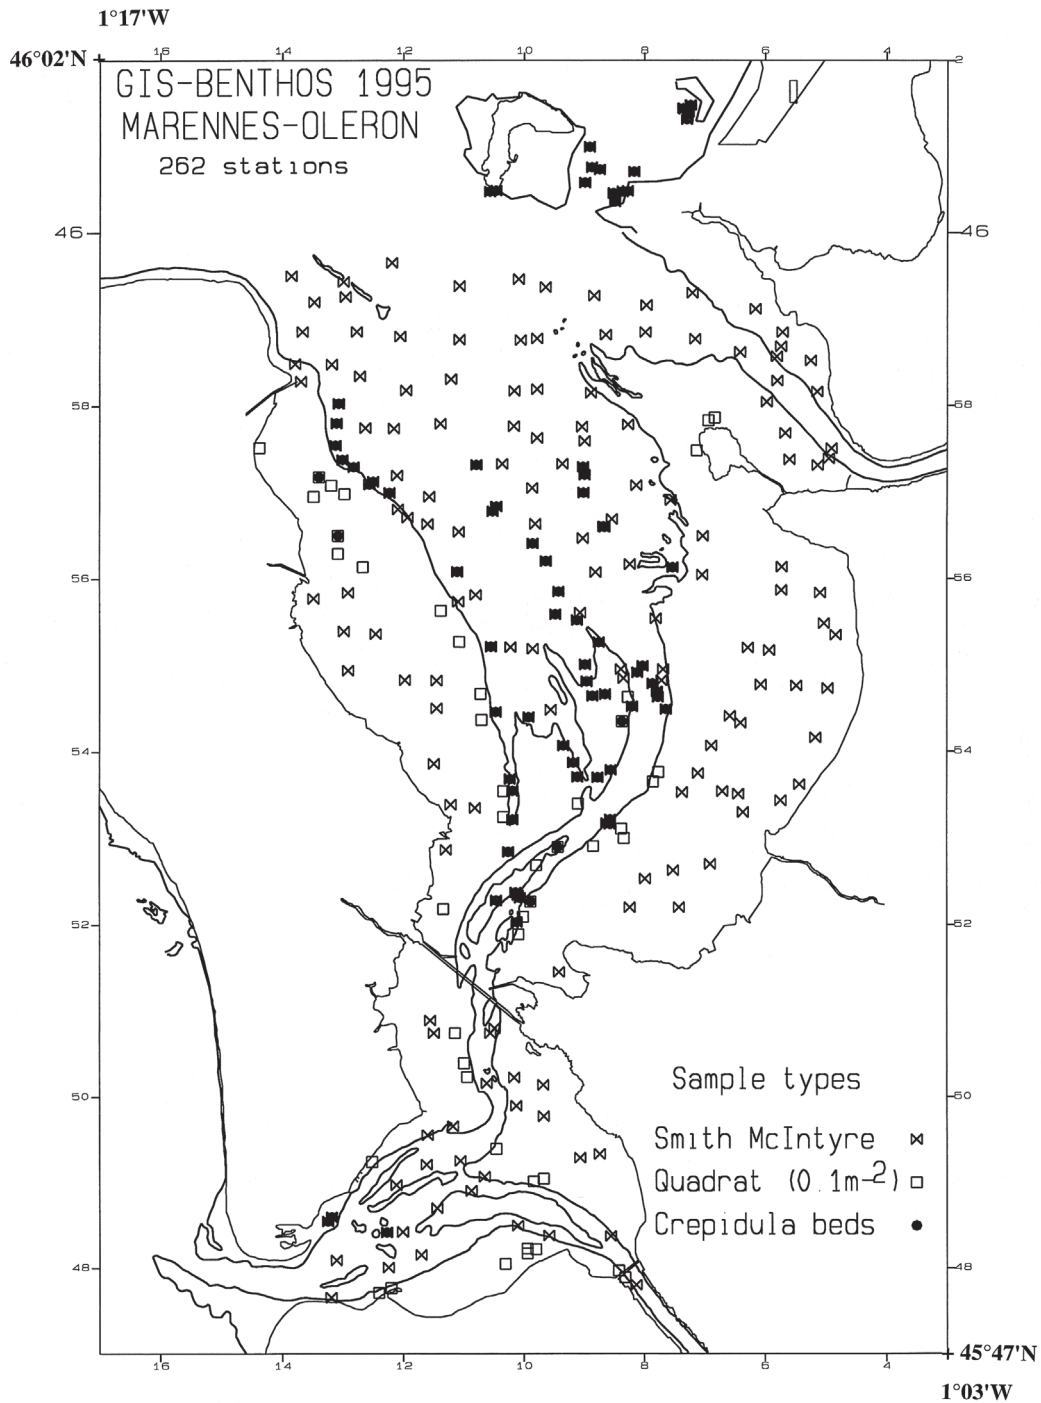 1°17'W
46°02'N
16 14 12 10 8 6 4 2
GIS-BENTHOS 1995
MARENNES-OLERON
262 stations
46 46
58 58
56 56
54 54
52 52
50 50
Sample types
Smith McIntyre
Quadrat (0.1m-2)
Crepidula beds
48 48
16 14 12 10 8 6 4
45°47'N
1°03'W